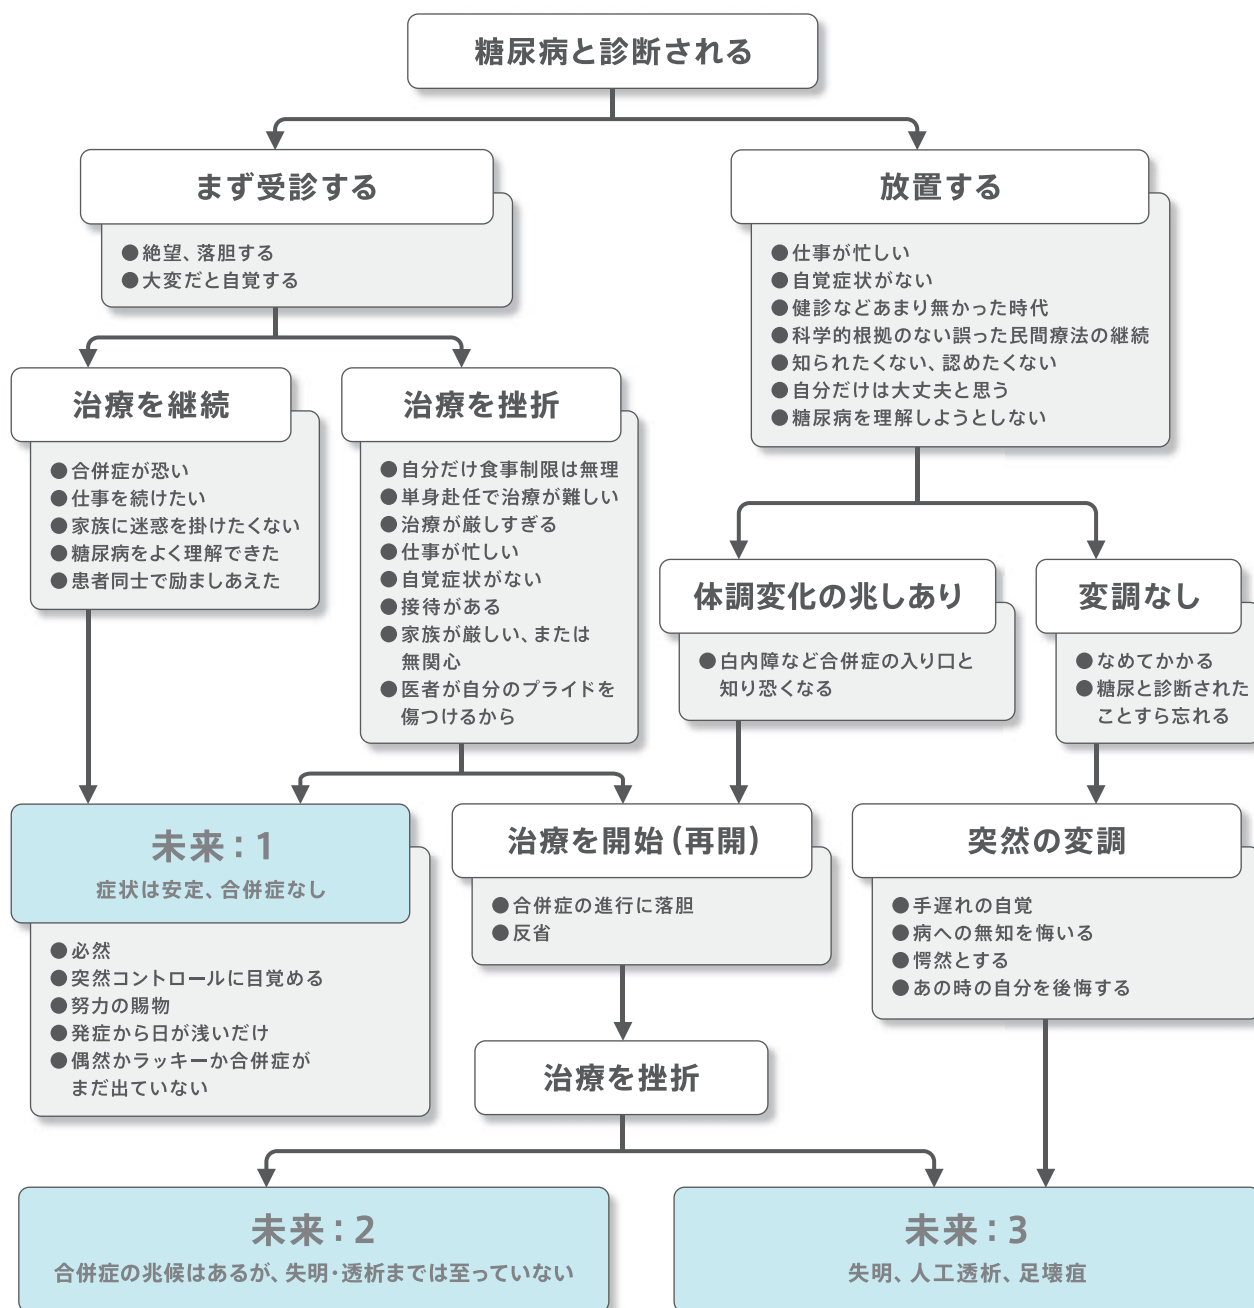 糖尿病と診断される
まず受診する
●絶望、落胆する
●大変だと自覚する
放置する
●仕事が忙しい
●自覚症状がない
●健診などあまり無かった時代
●科学的根拠のない誤った民間療法の継続
●知られたくない、認めたくない
●自分だけは大丈夫と思う
●糖尿病を理解しようとしない
治療を継続
●合併症が恐い
●仕事を続けたい
●家族に迷惑を掛けたくない
●糖尿病をよく理解できた
●患者同士で励ましあえた
治療を挫折
●自分だけ食事制限は無理
●単身赴任で治療が難しい
●治療が厳しすぎる
●仕事が忙しい
●自覚症状がない
●接待がある
●家族が厳しい、または
無関心
●医者が自分のプライドを
傷つけるから
体調変化の兆しあり
●白内障など合併症の入り口と
知り恐くなる
変調なし
●なめてかかる
●糖尿と診断された
ことすら忘れる
未来：1
症状は安定、合併症なし
●必然
●突然コントロールに目覚める
●努力の賜物
●発症から日が浅いだけ
●偶然かラッキーか合併症が
まだ出ていない
治療を開始（再開）
●合併症の進行に落胆
●反省
突然の変調
●手遅れの自覚
●病への無知を悔いる
●愕然とする
●あの時の自分を後悔する
治療を挫折
未来：2
合併症の兆候はあるが、失明・透析までは至っていない
未来：3
失明、人工透析、足壊疽